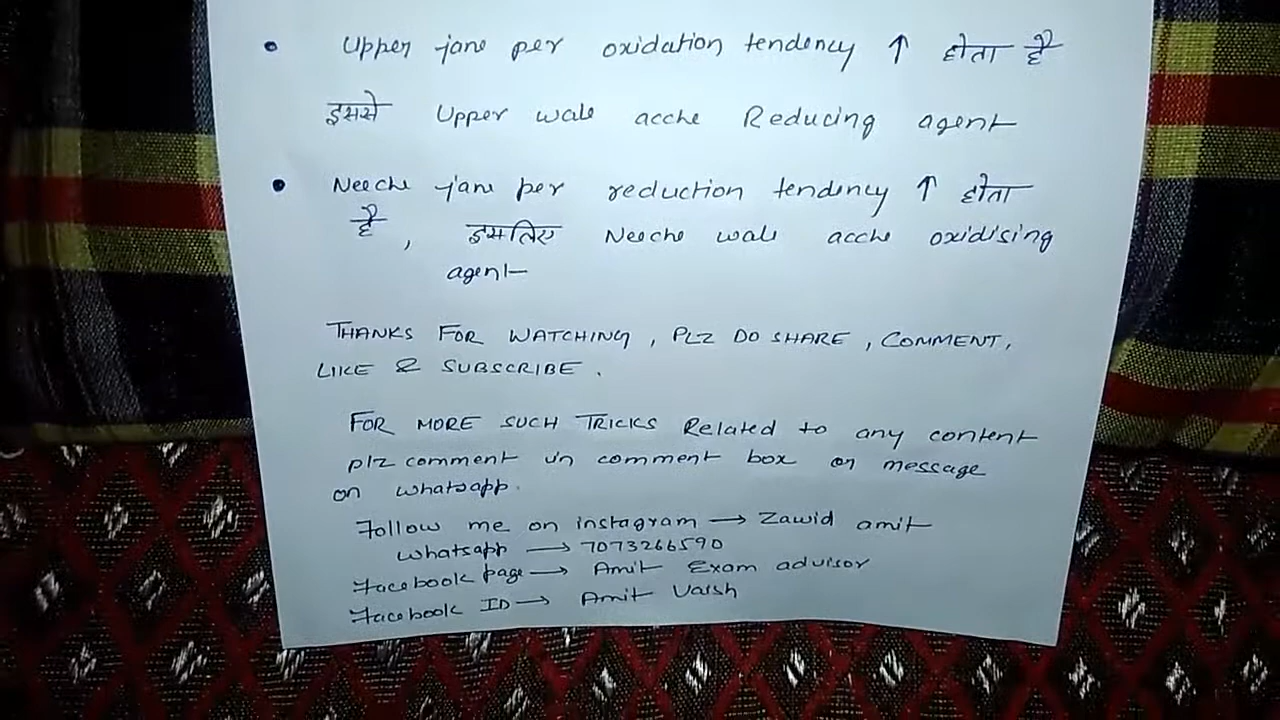 • Upper jane per oxidation tendency ↑ होता है
इससे Upper wale acche Reducing agent
• Neeche jane per reduction tendency ↑ होता
है , इसलिए Neeche wale acche oxidising
agent
THANKS FOR WATCHING , PLZ DO SHARE , COMMENT,
LIKE & SUBSCRIBE .
FOR MORE SUCH TRICKS Related to any content
plz comment in comment box or message
on whatsapp.
Follow me on instagram → Zawid amit
whatsapp → 7073266590
Facebook page → Amit Exam advisor
Facebook ID → Amit Varsh